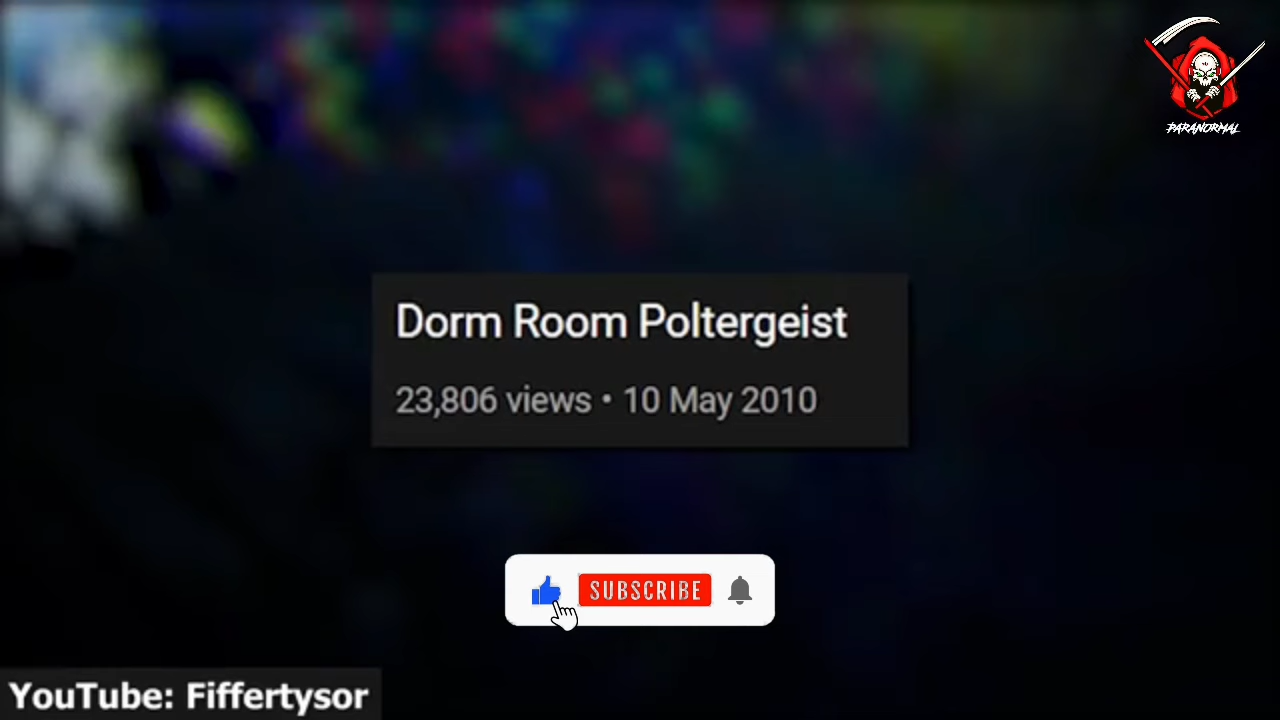 PARANORMAL
Dorm Room Poltergeist
23,806 views • 10 May 2010
SUBSCRIBE
YouTube: Fiffertysor